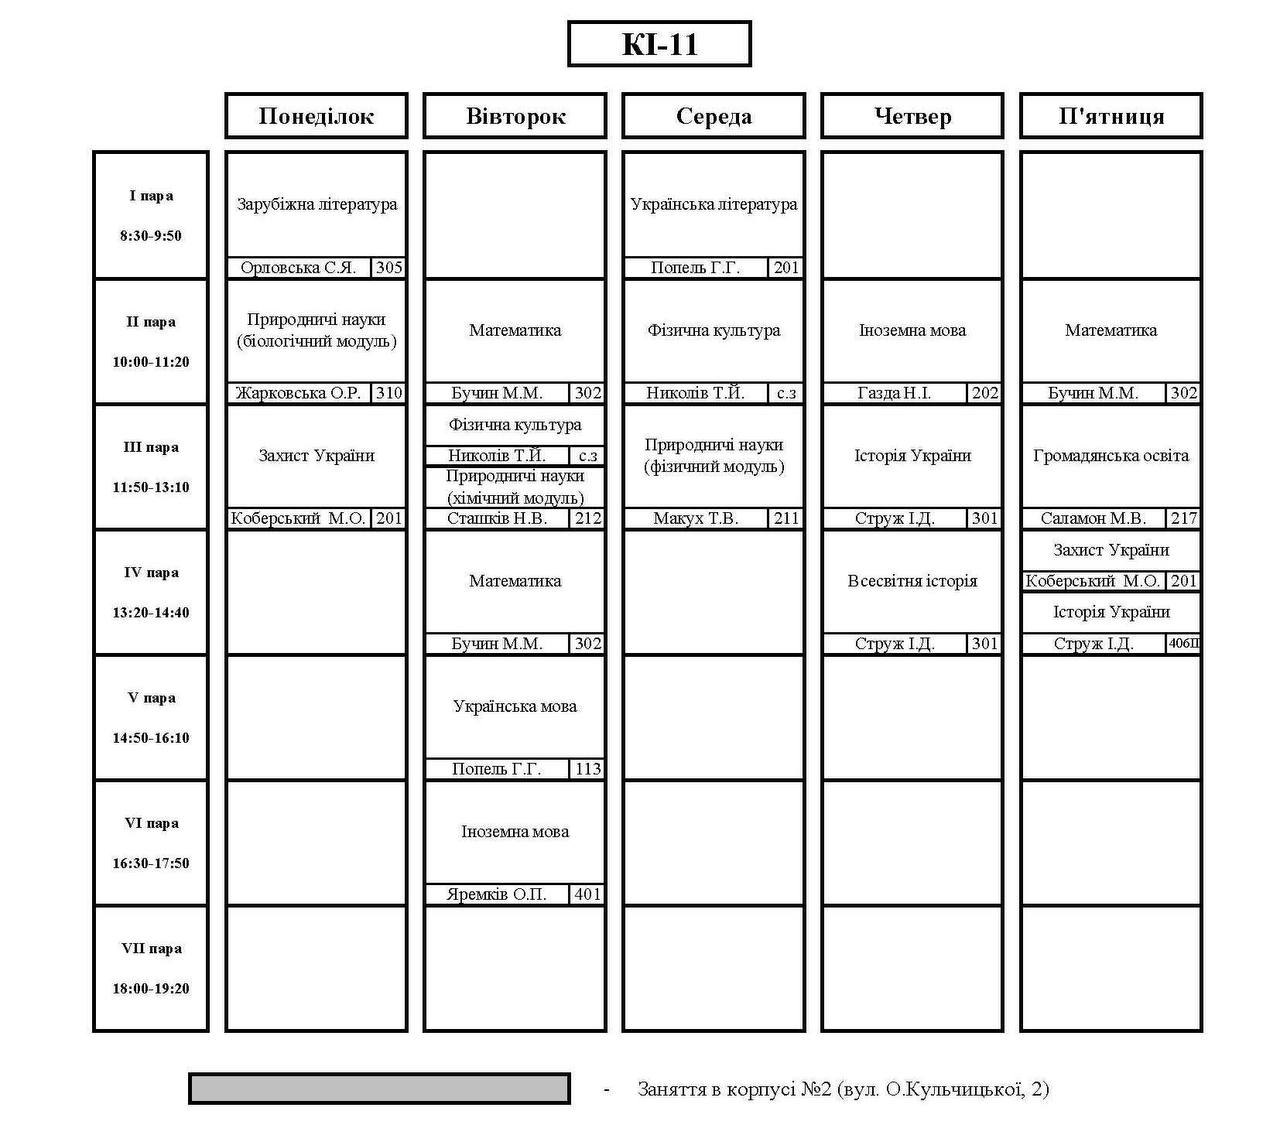 КІ-11
Понеділок
Вівторок
Середа
Четвер
П'ятниця
І пара
8:30-9:50
Зарубіжна література
Орловська С.Я. 305
Українська література
Попель Г.Г. 201
ІІ пара
10:00-11:20
Природничі науки
(біологічний модуль)
Жарковська О.Р. 310
Математика
Бучин М.М. 302
Фізична культура
Николів Т.Й. с.з
Іноземна мова
Газда Н.І. 202
Математика
Бучин М.М. 302
ІІІ пара
11:50-13:10
Захист України
Коберський М.О. 201
Фізична культура
Николів Т.Й. с.з
Природничі науки
(хімічний модуль)
Сташків Н.В. 212
Природничі науки
(фізичний модуль)
Макух Т.В. 211
Історія України
Струж І.Д. 301
Громадянська освіта
Саламон М.В. 217
IV пара
13:20-14:40
Математика
Бучин М.М. 302
Всесвітня історія
Струж І.Д. 301
Захист України
Коберський М.О. 201
Історія України
Струж І.Д.
V пара
14:50-16:10
Українська мова
Попель Г.Г. 113
VI пара
16:30-17:50
Іноземна мова
Яремків О.П. 401
VII пара
18:00-19:20
- Заняття в корпусі №2 (вул. О.Кульчицької, 2)